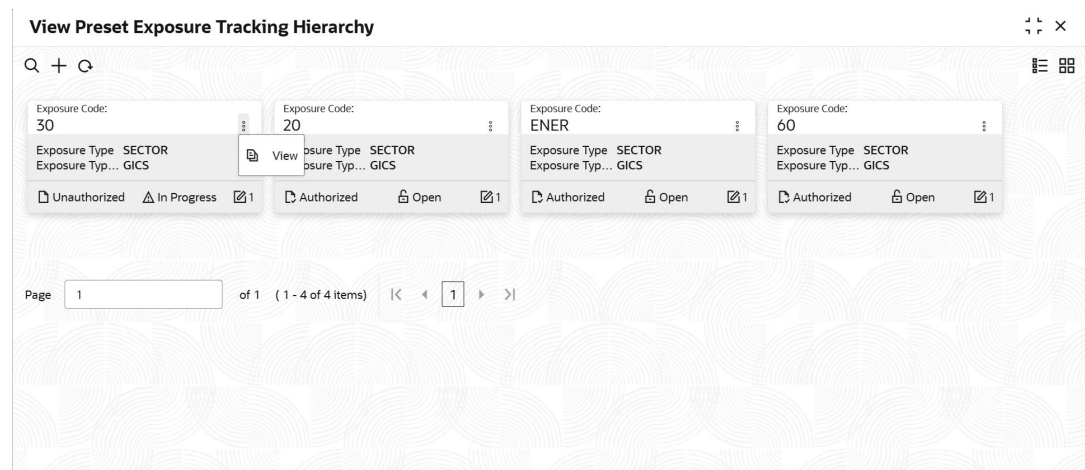 View Preset Exposure Tracking Hierarchy
Exposure Code:
30
Exposure Type SECTOR
Exposure Typ... GICS
Unauthorized In Progress 1
View
Exposure Code:
20
posure Type SECTOR
posure Typ... GICS
Authorized Open 1
Exposure Code:
ENER
Exposure Type SECTOR
Exposure Typ... GICS
Authorized Open 1
Exposure Code:
60
Exposure Type SECTOR
Exposure Typ... GICS
Authorized Open 1
Page 1 of 1 (1 - 4 of 4 items) 1